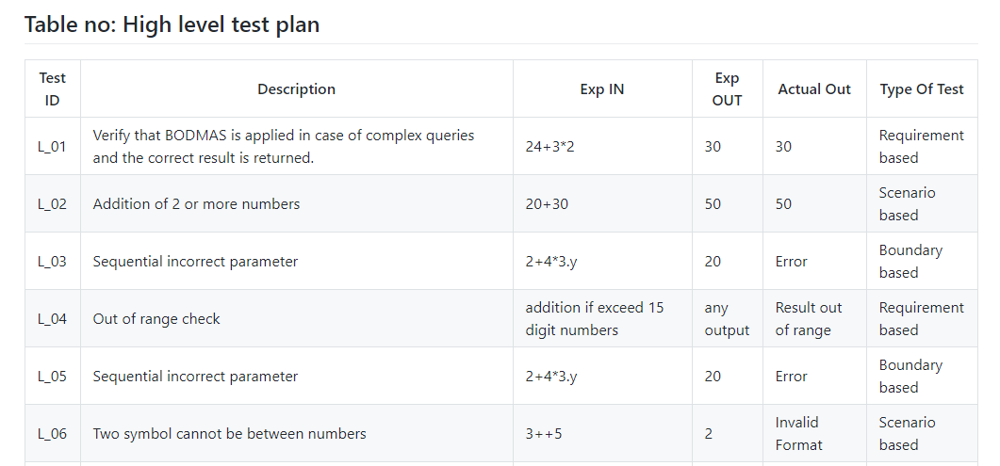 Table no: High level test plan
Test ID Description Exp IN Exp OUT Actual Out Type Of Test
L_01 Verify that BODMAS is applied in case of complex queries and the correct result is returned. 24+3*2 30 30 Requirement based
L_02 Addition of 2 or more numbers 20+30 50 50 Scenario based
L_03 Sequential incorrect parameter 2+4*3.y 20 Error Boundary based
L_04 Out of range check addition if exceed 15 digit numbers any output Result out of range Requirement based
L_05 Sequential incorrect parameter 2+4*3.y 20 Error Boundary based
L_06 Two symbol cannot be between numbers 3++5 2 Invalid Format Scenario based